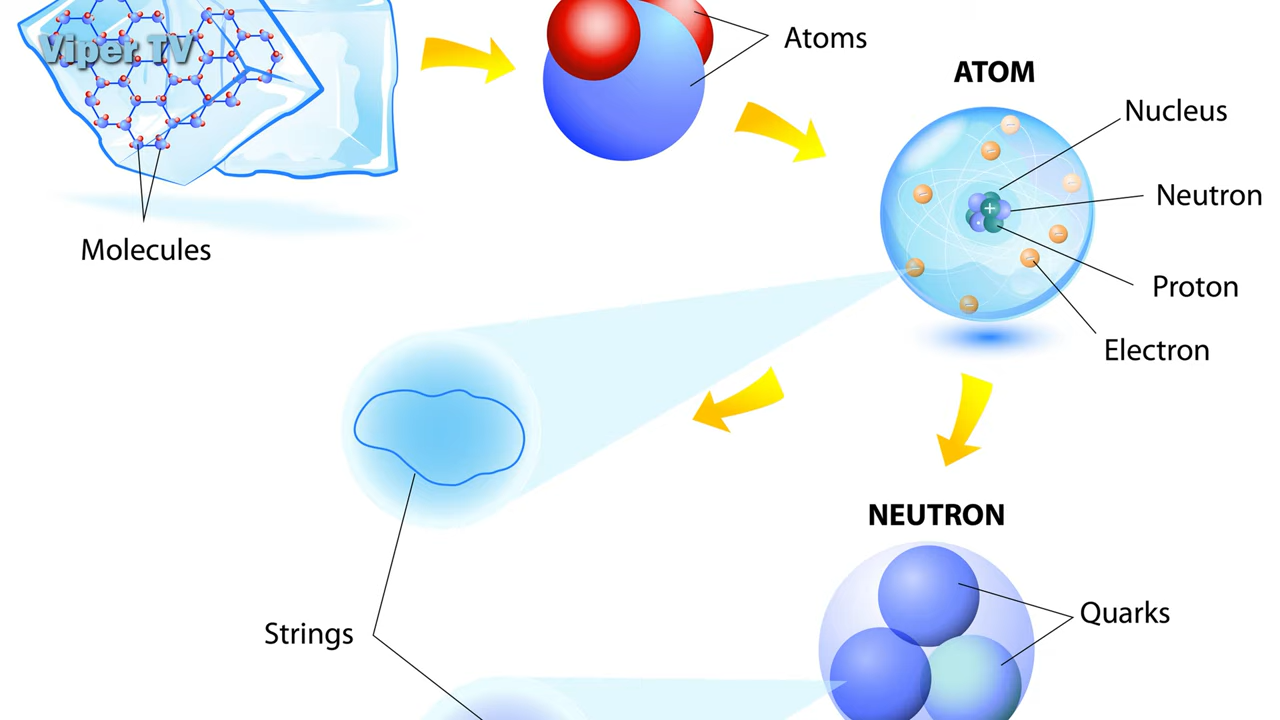 Viper TV
Atoms
ATOM
Nucleus
Neutron
Molecules
Proton
Electron
NEUTRON
Quarks
Strings